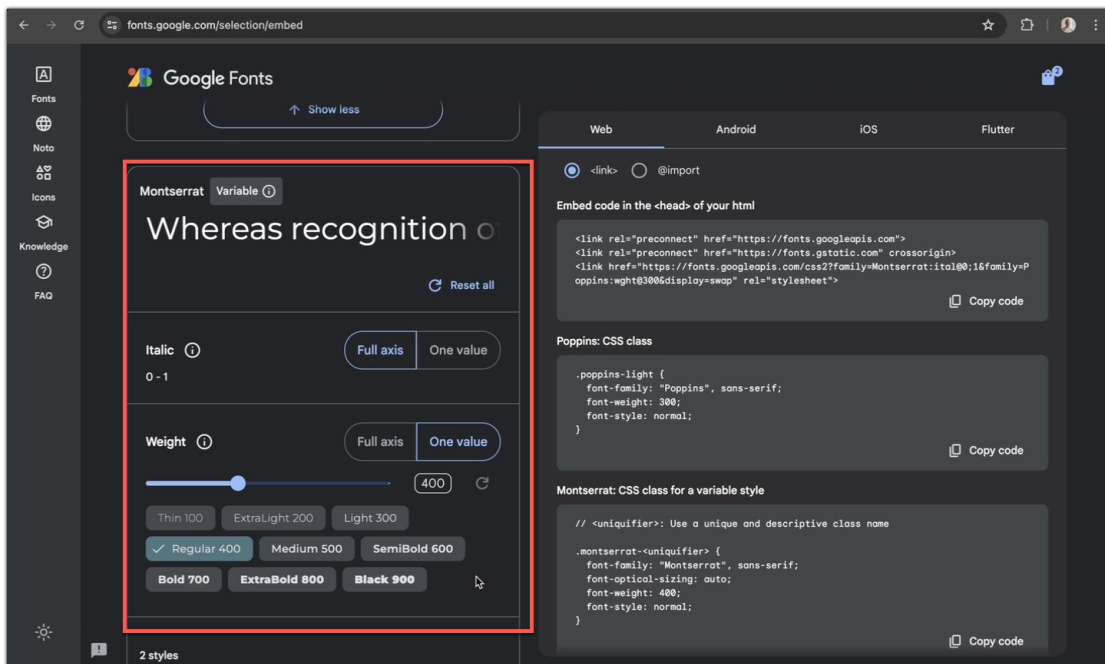 fonts.google.com/selection/embed
Fonts
Noto
Icons
Knowledge
FAQ
Google Fonts
2
Show less
Montserrat Variable
Whereas recognition o
Reset all
Italic
Full axis One value
0 - 1
Weight
Full axis One value
400
Thin 100 ExtraLight 200 Light 300
Regular 400 Medium 500 SemiBold 600
Bold 700 ExtraBold 800 Black 900
2 styles
Web Android iOS Flutter
<link> @import
Embed code in the <head> of your html
<link rel="preconnect" href="https://fonts.googleapis.com">
<link rel="preconnect" href="https://fonts.gstatic.com" crossorigin>
<link href="https://fonts.googleapis.com/css2?family=Montserrat:ital@0;1&family=P
oppins:wght@300&display=swap" rel="stylesheet">
Copy code
Poppins: CSS class
.poppins-light {
font-family: "Poppins", sans-serif;
font-weight: 300;
font-style: normal;
}
Copy code
Montserrat: CSS class for a variable style
// <uniquifier>: Use a unique and descriptive class name
.montserrat-<uniquifier> {
font-family: "Montserrat", sans-serif;
font-optical-sizing: auto;
font-weight: 400;
font-style: normal;
}
Copy code